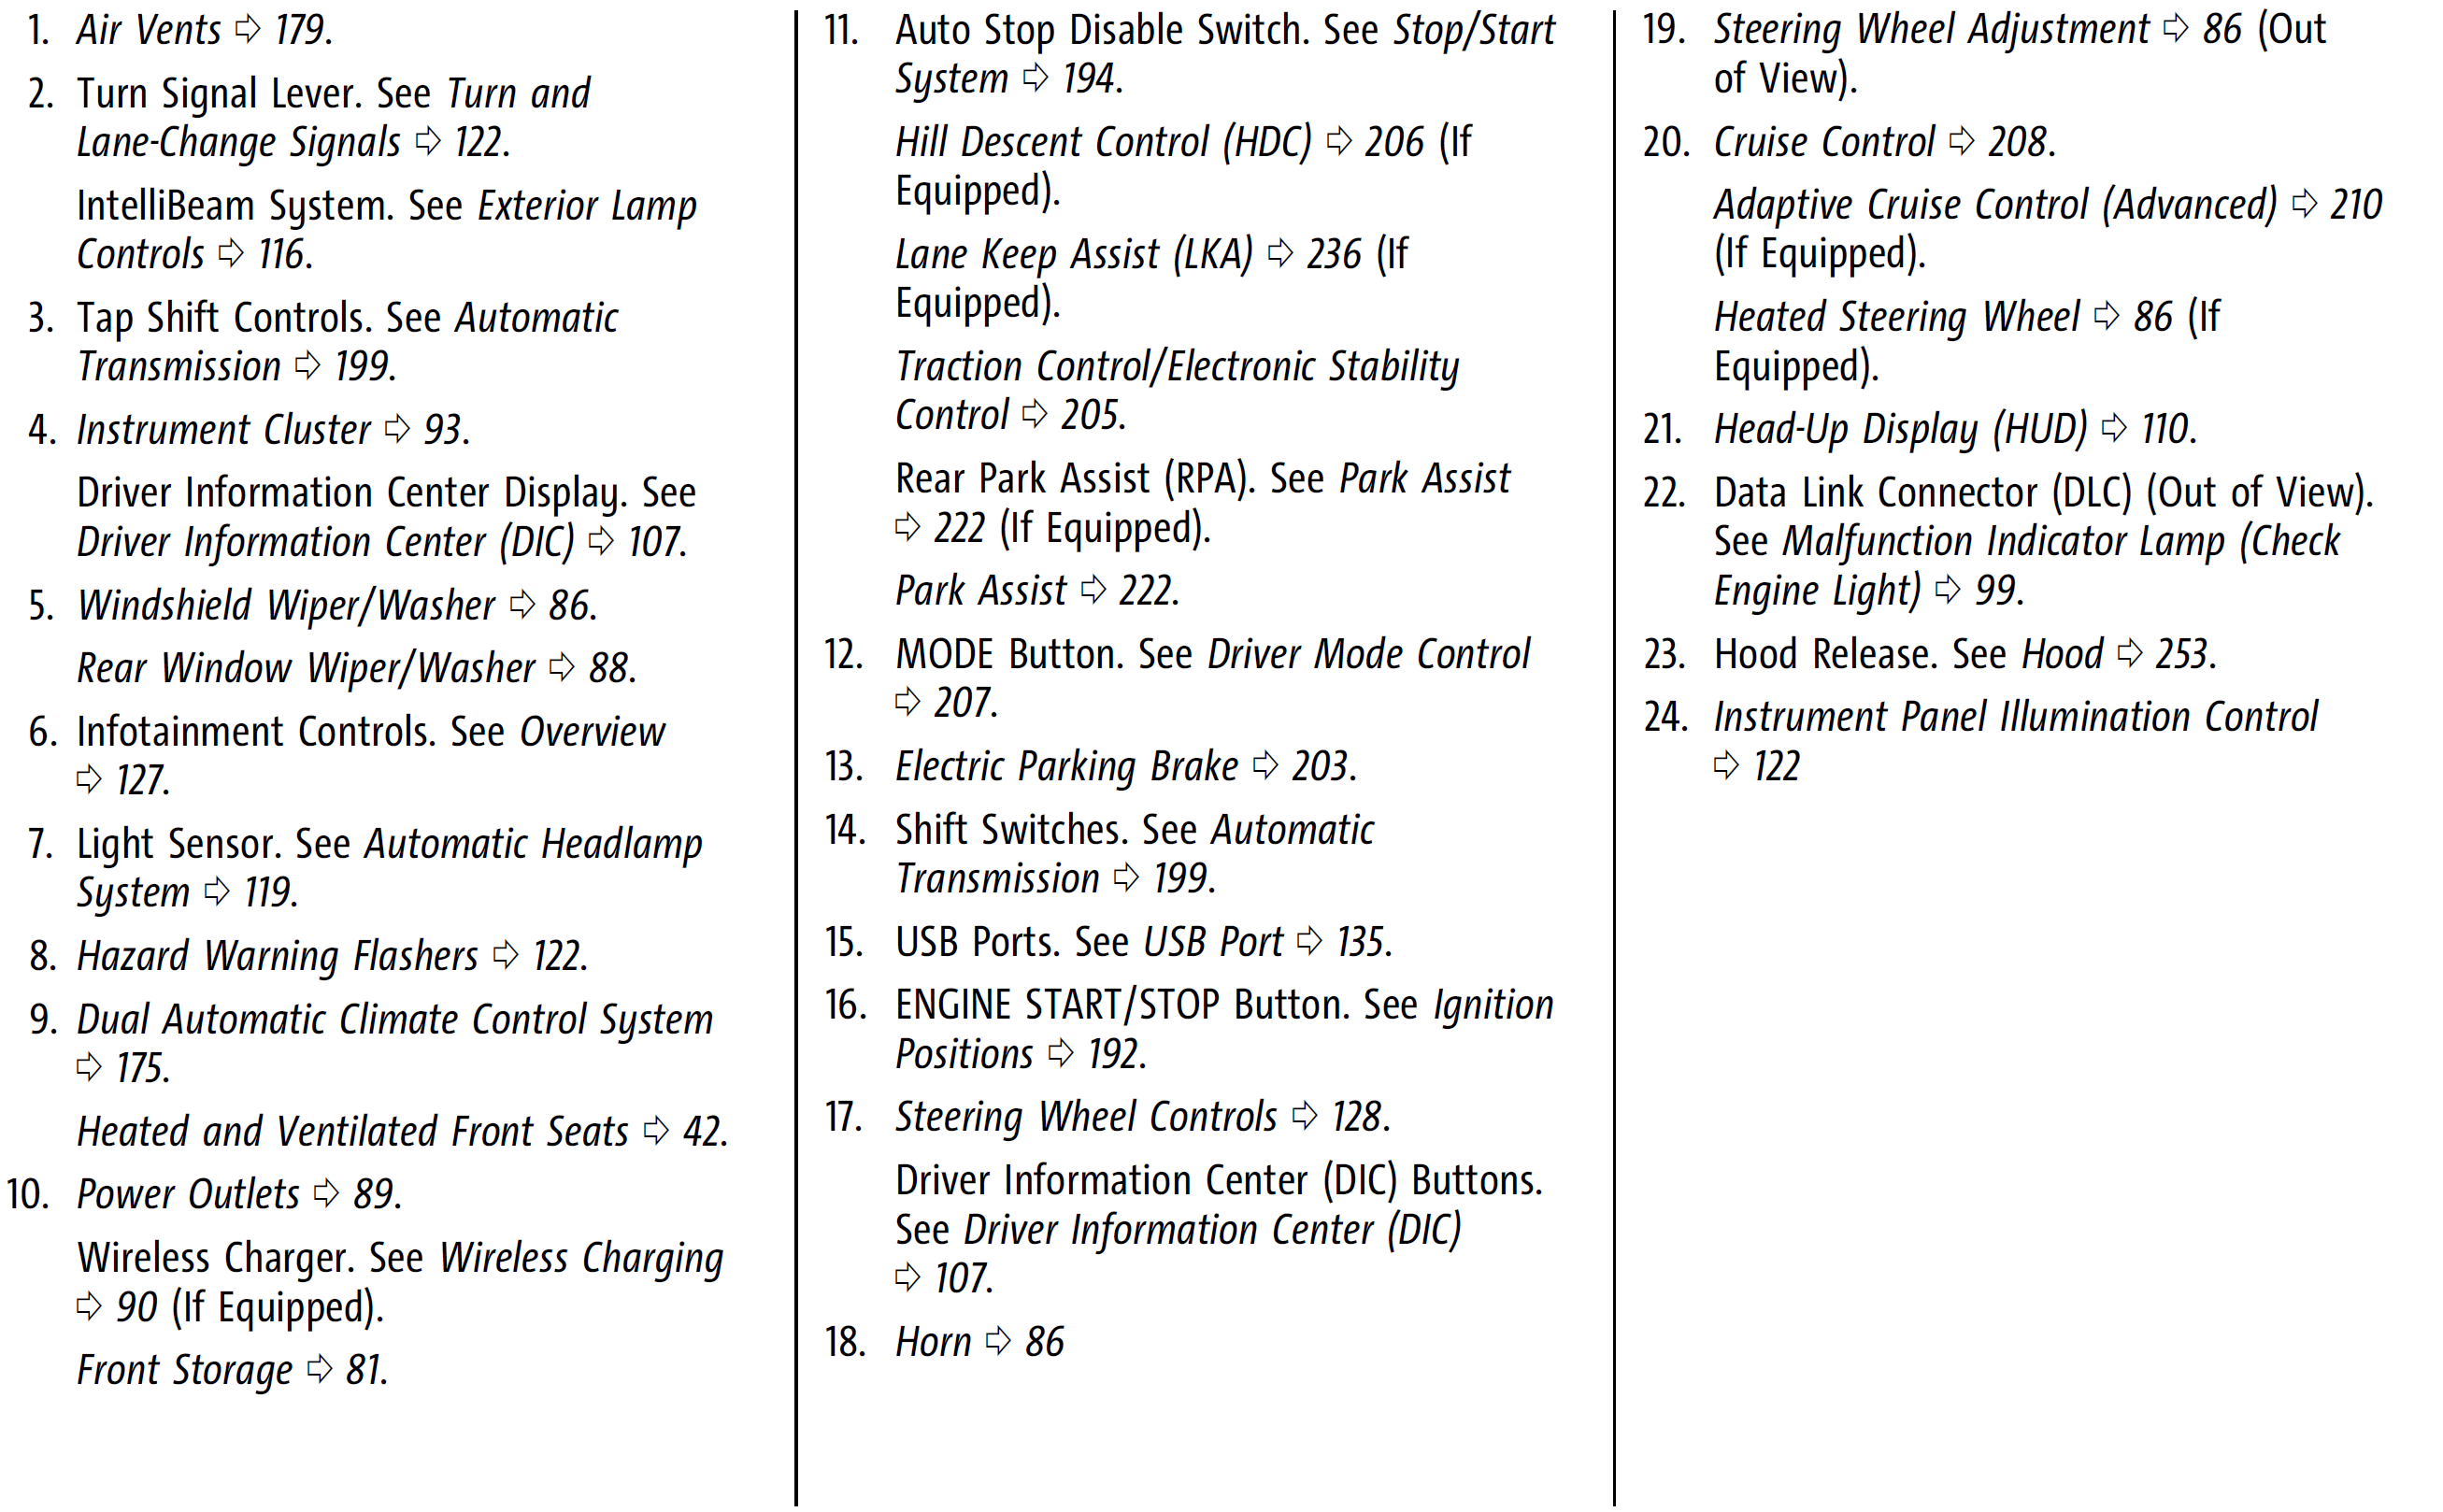 1. Air Vents ⇨ 179.
2. Turn Signal Lever. See Turn and
Lane-Change Signals ⇨ 122.
IntelliBeam System. See Exterior Lamp
Controls ⇨ 116.
3. Tap Shift Controls. See Automatic
Transmission ⇨ 199.
4. Instrument Cluster ⇨ 93.
Driver Information Center Display. See
Driver Information Center (DIC) ⇨ 107.
5. Windshield Wiper/Washer ⇨ 86.
Rear Window Wiper/Washer ⇨ 88.
6. Infotainment Controls. See Overview
⇨ 127.
7. Light Sensor. See Automatic Headlamp
System ⇨ 119.
8. Hazard Warning Flashers ⇨ 122.
9. Dual Automatic Climate Control System
⇨ 175.
Heated and Ventilated Front Seats ⇨ 42.
10. Power Outlets ⇨ 89.
Wireless Charger. See Wireless Charging
⇨ 90 (If Equipped).
Front Storage ⇨ 81.
11. Auto Stop Disable Switch. See Stop/Start
System ⇨ 194.
Hill Descent Control (HDC) ⇨ 206 (If
Equipped).
Lane Keep Assist (LKA) ⇨ 236 (If
Equipped).
Traction Control/Electronic Stability
Control ⇨ 205.
Rear Park Assist (RPA). See Park Assist
⇨ 222 (If Equipped).
Park Assist ⇨ 222.
12. MODE Button. See Driver Mode Control
⇨ 207.
13. Electric Parking Brake ⇨ 203.
14. Shift Switches. See Automatic
Transmission ⇨ 199.
15. USB Ports. See USB Port ⇨ 135.
16. ENGINE START/STOP Button. See Ignition
Positions ⇨ 192.
17. Steering Wheel Controls ⇨ 128.
Driver Information Center (DIC) Buttons.
See Driver Information Center (DIC)
⇨ 107.
18. Horn ⇨ 86
19. Steering Wheel Adjustment ⇨ 86 (Out
of View).
20. Cruise Control ⇨ 208.
Adaptive Cruise Control (Advanced) ⇨ 210
(If Equipped).
Heated Steering Wheel ⇨ 86 (If
Equipped).
21. Head-Up Display (HUD) ⇨ 110.
22. Data Link Connector (DLC) (Out of View).
See Malfunction Indicator Lamp (Check
Engine Light) ⇨ 99.
23. Hood Release. See Hood ⇨ 253.
24. Instrument Panel Illumination Control
⇨ 122